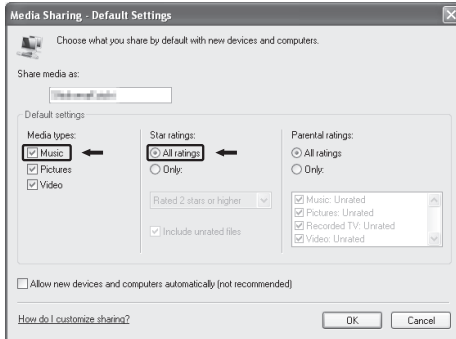 Media Sharing - Default Settings
Choose what you share by default with new devices and computers.
Share media as:
Default settings
Media types:
Music
Pictures
Video
Star ratings:
All ratings
Only:
Rated 2 stars or higher
Include unrated files
Parental ratings:
All ratings
Only:
Music: Unrated
Pictures: Unrated
Recorded TV: Unrated
Video: Unrated
Allow new devices and computers automatically (not recommended)
How do I customize sharing?
OK
Cancel